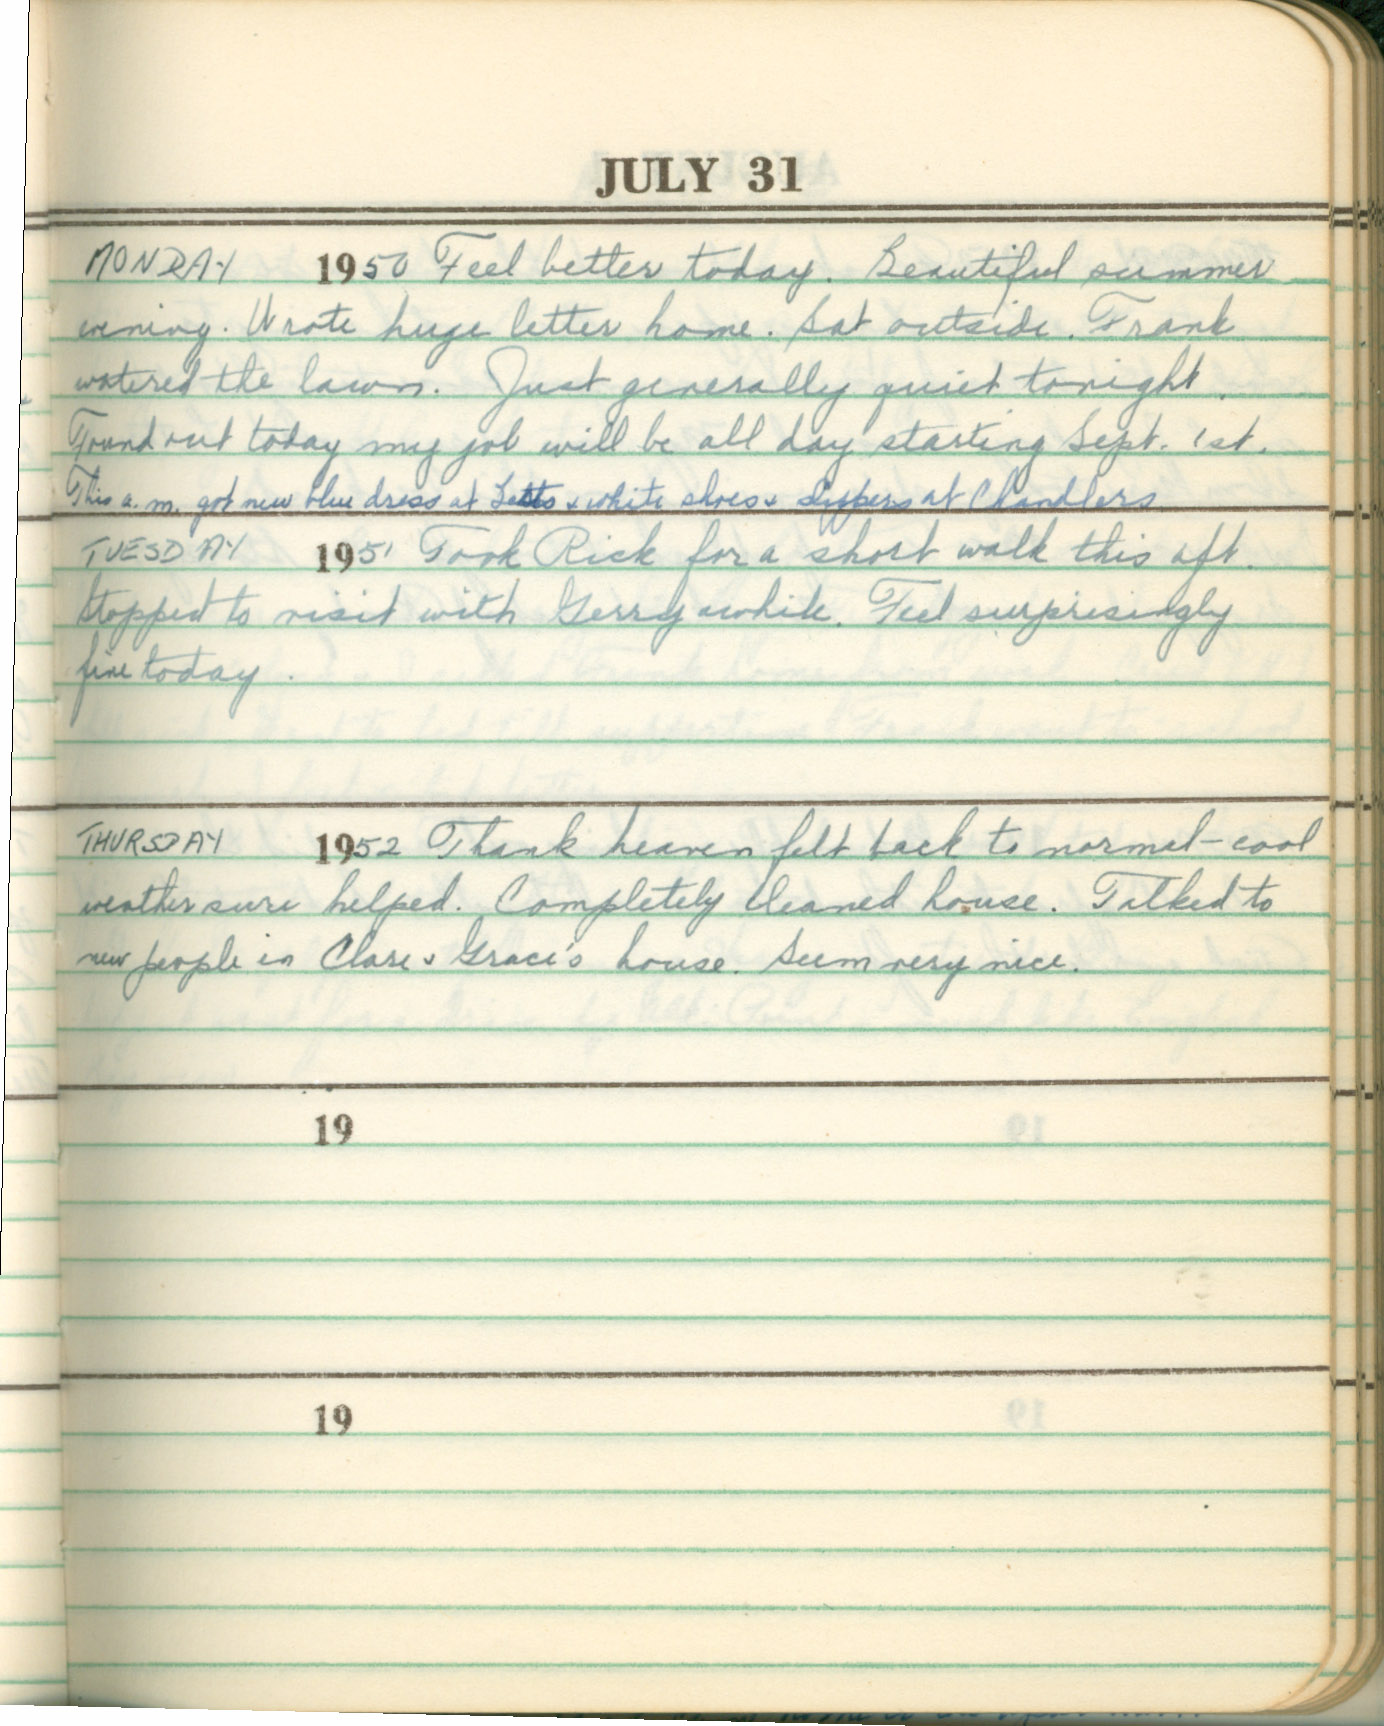 JULY 31
MONDAY 1950 Feel better today. Beautiful summer
evening. Wrote huge letter home. Sat outside. Frank
watered the lawn. Just generally quiet tonight.
Found out today my job will be all day starting Sept. 1st.
This a.m. got new blue dress at & white shoes & slippers at Chandlers
TUESDAY 1951 Took Rick for a short walk this aft.
Stopped to visit with Gerry awhile. Feel surprisingly
fine today.
THURSDAY 1952 Thank heaven felt back to normal - cool
weather sure helped. Completely cleaned house. Talked to
new people in Clare & Grace's house. Seem very nice.
19
19